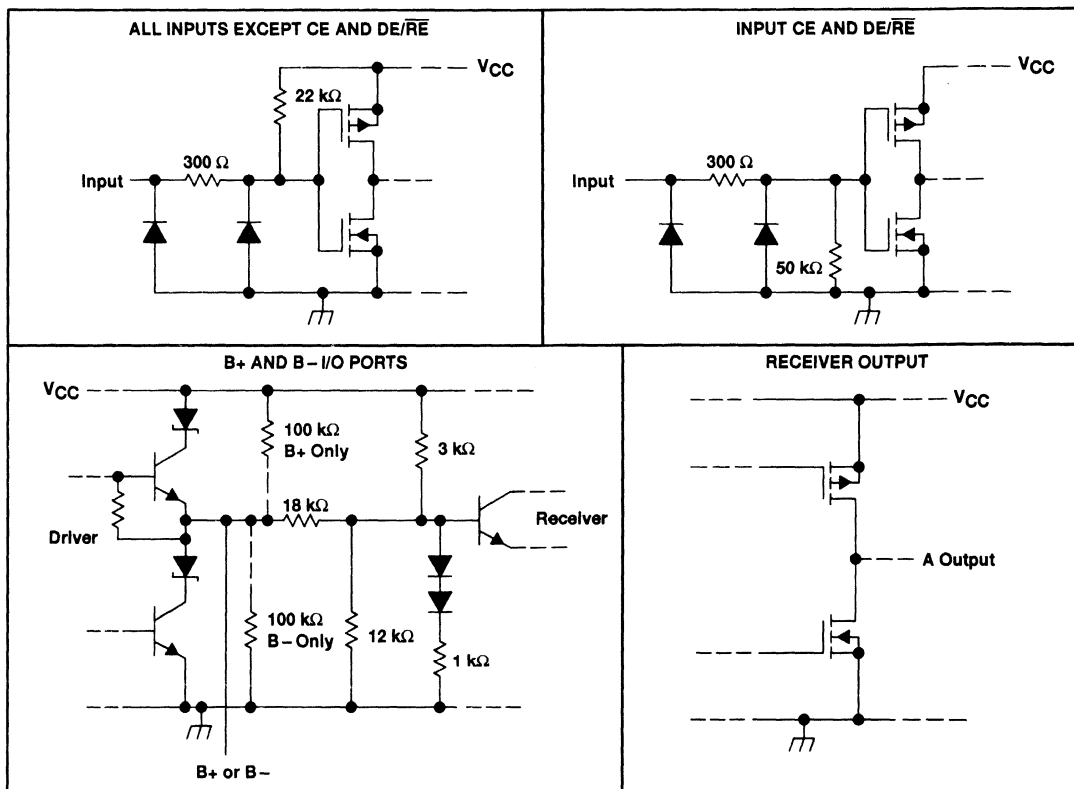 ALL INPUTS EXCEPT CE AND DE/R̅E̅
VCC
22 kΩ
300 Ω
Input
INPUT CE AND DE/R̅E̅
VCC
300 Ω
Input
50 kΩ
B+ AND B– I/O PORTS
VCC
100 kΩ
B+ Only
3 kΩ
18 kΩ
Receiver
Driver
100 kΩ
B– Only
12 kΩ
1 kΩ
B+ or B–
RECEIVER OUTPUT
VCC
A Output